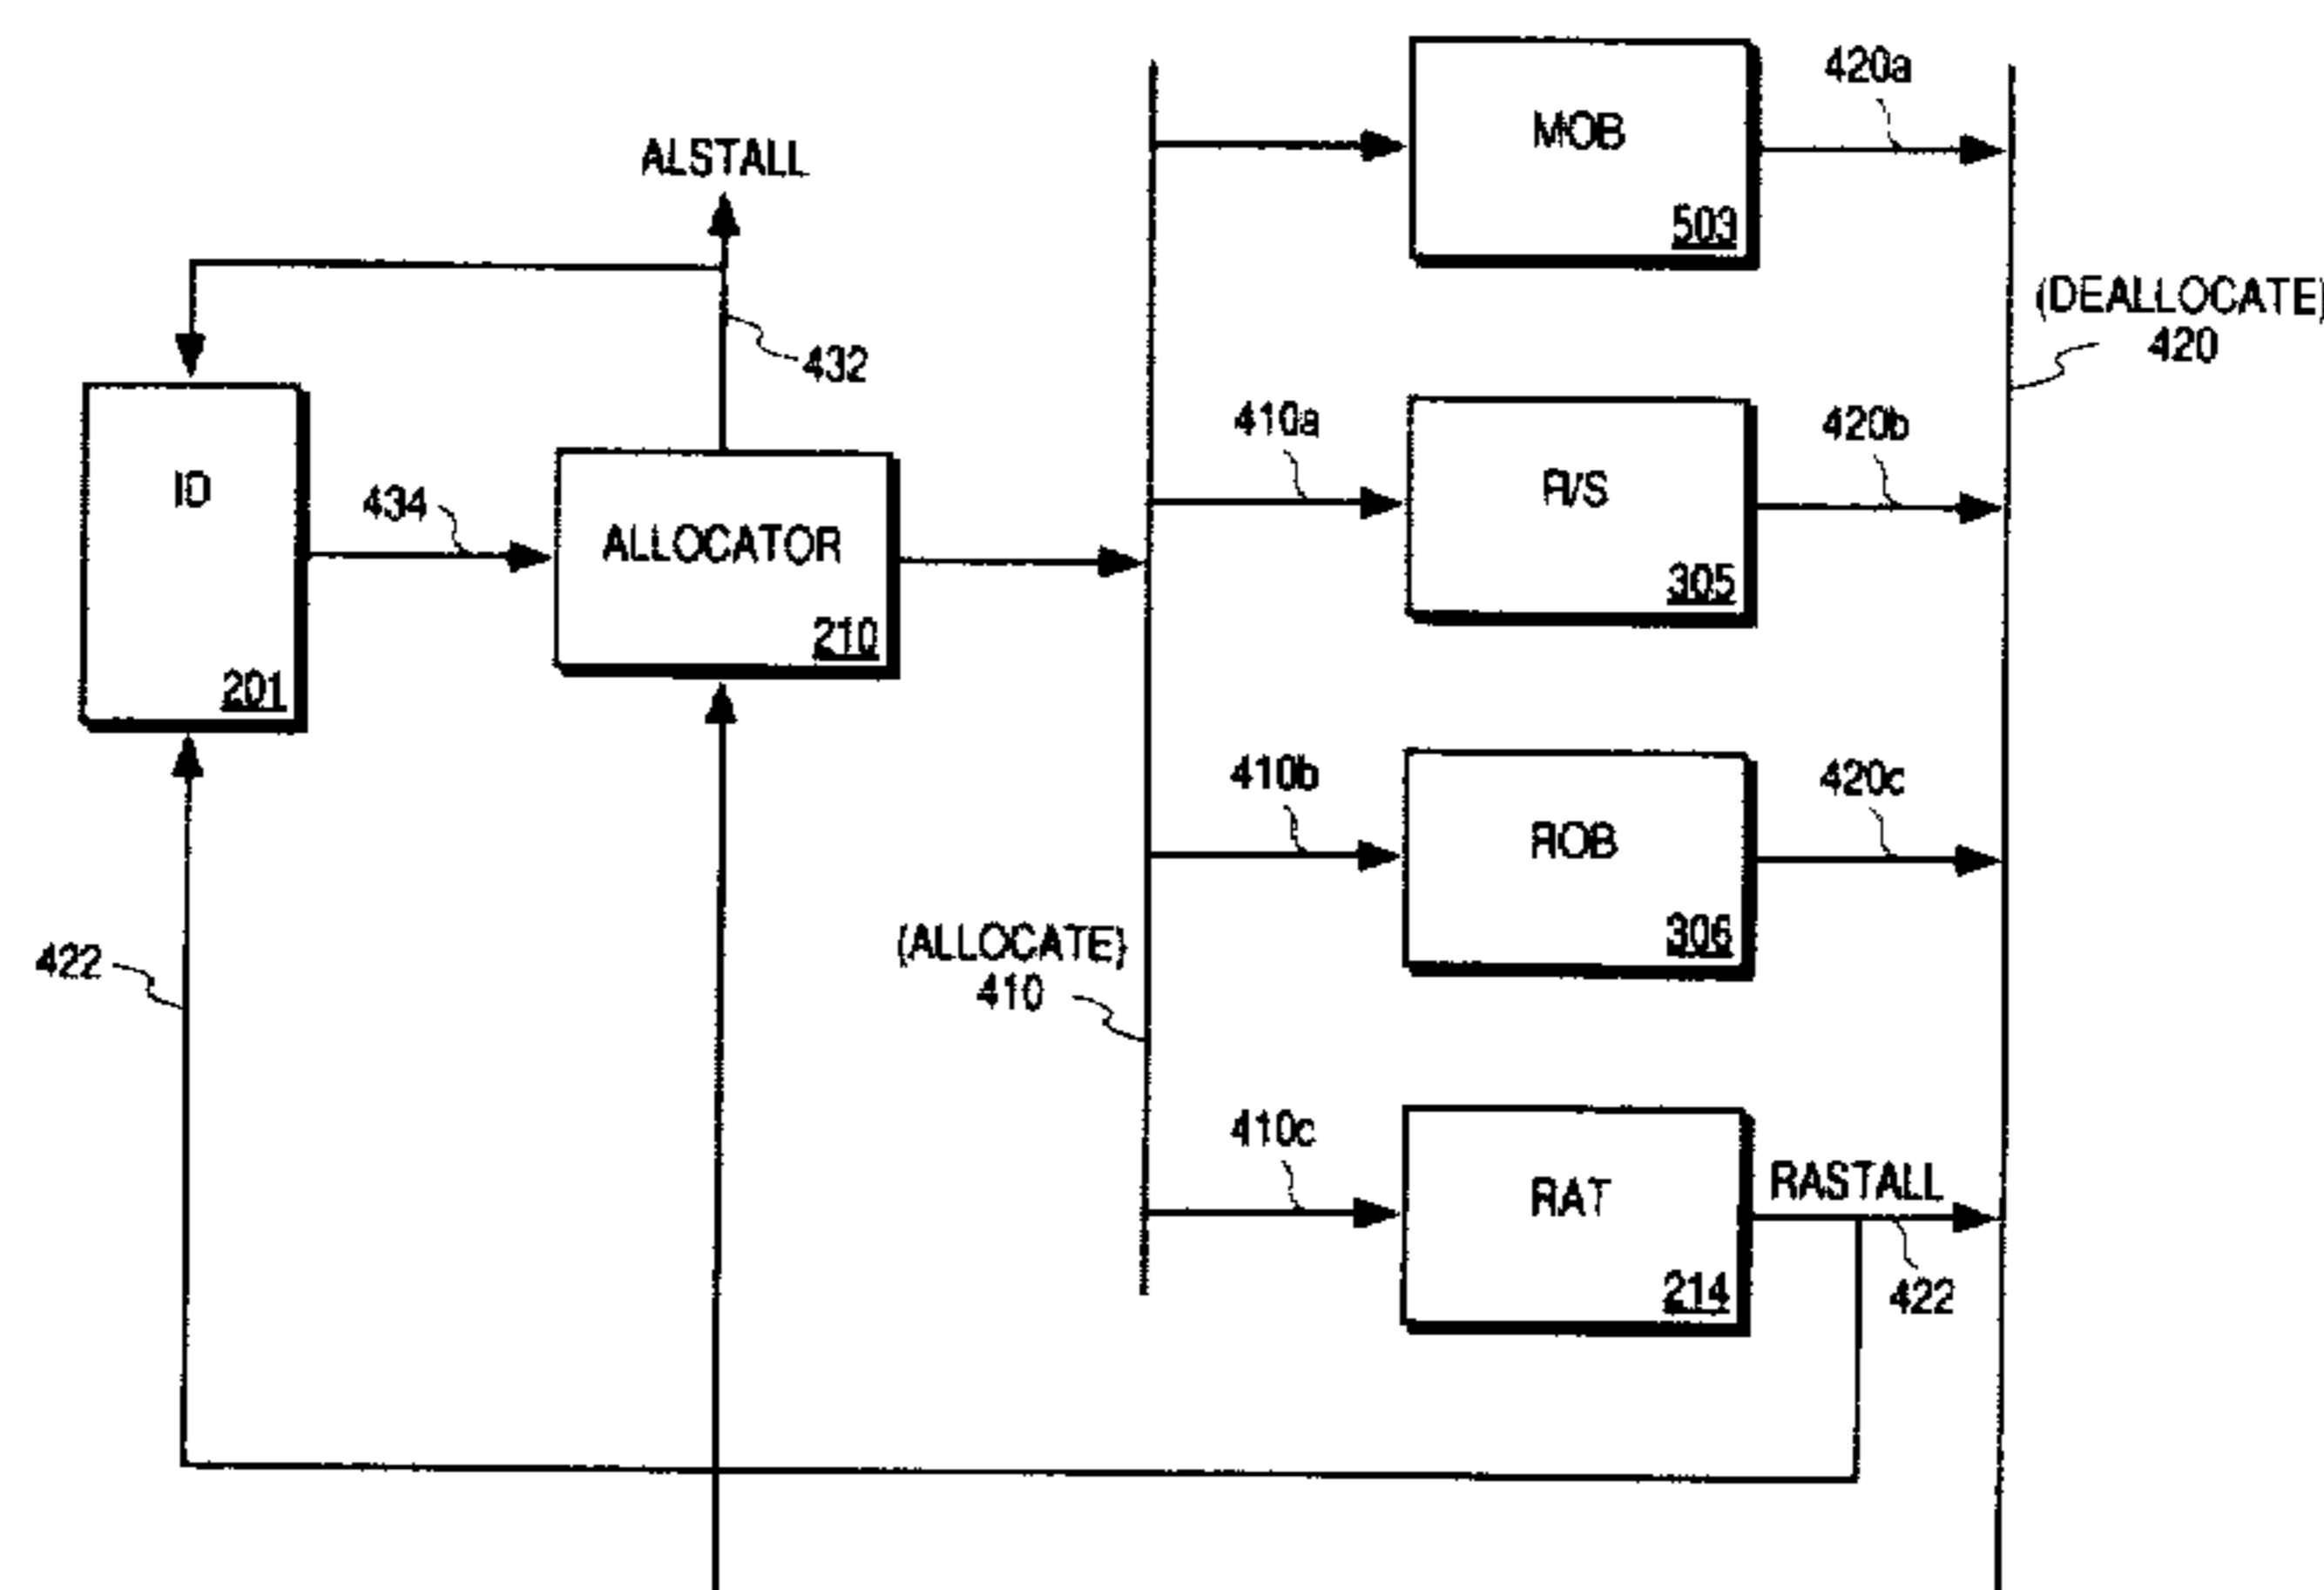 ALSTALL
432
ID
201
434
ALLOCATOR
210
422
(ALLOCATE)
410
MOB
503
420a
(DEALLOCATE)
420
410a
R/S
305
420b
410b
ROB
306
420c
410c
RAT
214
RASTALL
422